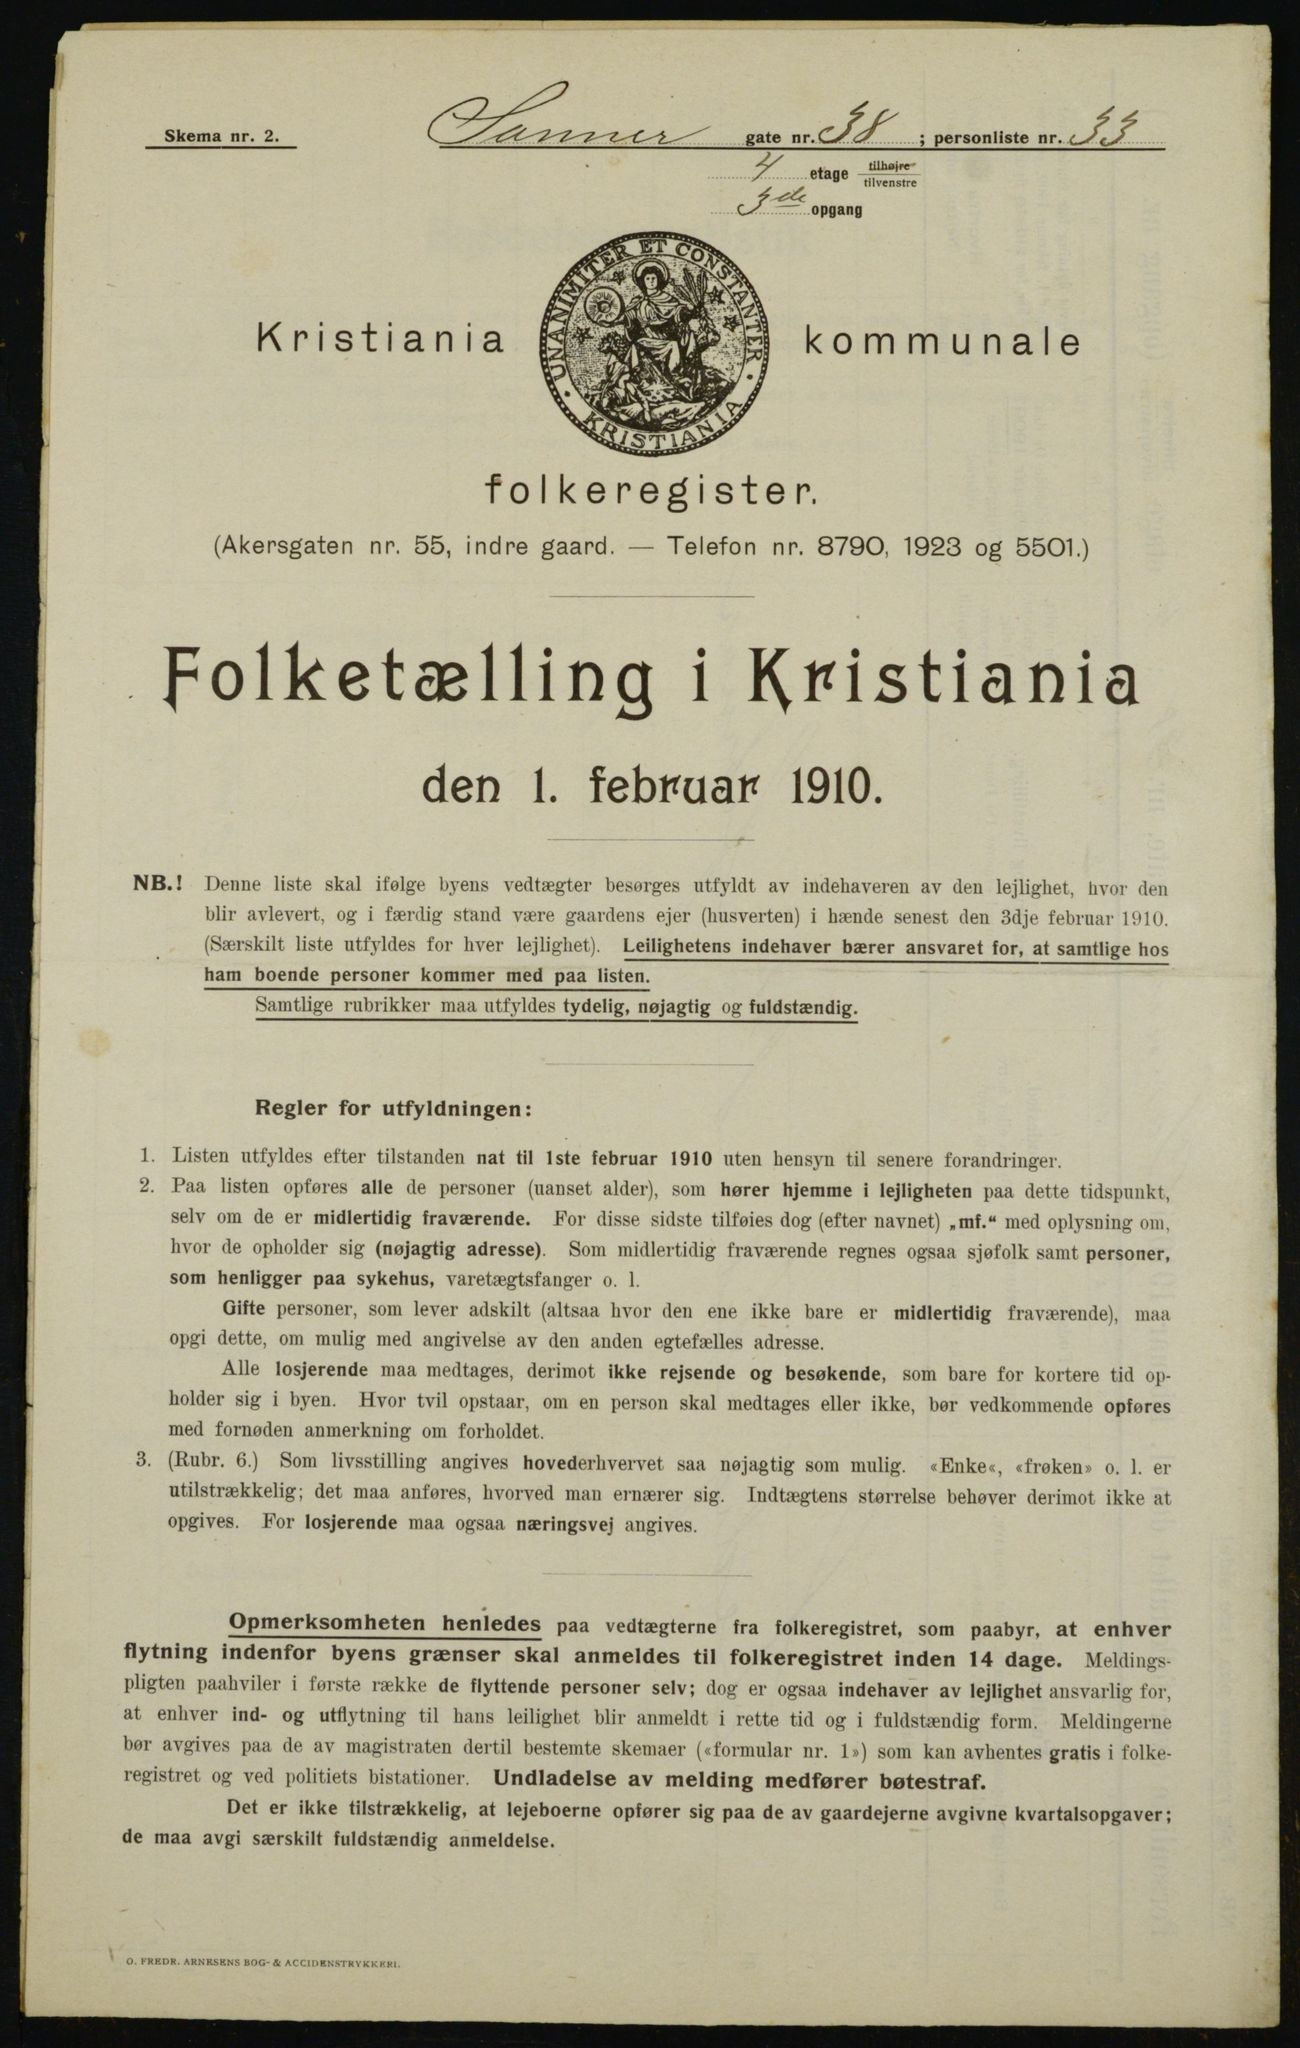 Skema nr. 2.
Sanner gate nr. 38 ; personliste nr. 33
4 etage tilhøjre
tilvenstre
3de opgang
UNANIMITER ET CONSTANTER
KRISTIANIA
Kristiania kommunale
folkeregister.
(Akersgaten nr. 55, indre gaard. — Telefon nr. 8790, 1923 og 5501.)
Folketælling i Kristiania
den 1. februar 1910.
NB.! Denne liste skal ifølge byens vedtægter besørges utfyldt av indehaveren av den lejlighet, hvor den
blir avlevert, og i færdig stand være gaardens ejer (husverten) i hænde senest den 3dje februar 1910.
(Særskilt liste utfyldes for hver lejlighet). Leilighetens indehaver bærer ansvaret for, at samtlige hos
ham boende personer kommer med paa listen.
Samtlige rubrikker maa utfyldes tydelig, nøjagtig og fuldstændig.
Regler for utfyldningen:
1. Listen utfyldes efter tilstanden nat til 1ste februar 1910 uten hensyn til senere forandringer.
2. Paa listen opføres alle de personer (uanset alder), som hører hjemme i lejligheten paa dette tidspunkt,
selv om de er midlertidig fraværende. For disse sidste tilføies dog (efter navnet) „mf.“ med oplysning om,
hvor de opholder sig (nøjagtig adresse). Som midlertidig fraværende regnes ogsaa sjøfolk samt personer,
som henligger paa sykehus, varetægtsfanger o. l.
Gifte personer, som lever adskilt (altsaa hvor den ene ikke bare er midlertidig fraværende), maa
opgi dette, om mulig med angivelse av den anden egtefælles adresse.
Alle losjerende maa medtages, derimot ikke rejsende og besøkende, som bare for kortere tid op-
holder sig i byen. Hvor tvil opstaar, om en person skal medtages eller ikke, bør vedkommende opføres
med fornøden anmerkning om forholdet.
3. (Rubr. 6.) Som livsstilling angives hovederhvervet saa nøjagtig som mulig. «Enke«, «frøken» o. l. er
utilstrækkelig; det maa anføres, hvorved man ernærer sig. Indtægtens størrelse behøver derimot ikke at
opgives. For losjerende maa ogsaa næringsvej angives.
Opmerksomheten henledes paa vedtægterne fra folkeregistret, som paabyr, at enhver
flytning indenfor byens grænser skal anmeldes til folkeregistret inden 14 dage. Meldings-
pligten paahviler i første række de flyttende personer selv; dog er ogsaa indehaver av lejlighet ansvarlig for,
at enhver ind- og utflytning til hans leilighet blir anmeldt i rette tid og i fuldstændig form. Meldingerne
bør avgives paa de av magistraten dertil bestemte skemaer («formular nr. 1») som kan avhentes gratis i folke-
registret og ved politiets bistationer. Undladelse av melding medfører bøtestraf.
Det er ikke tilstrækkelig, at lejeboerne opfører sig paa de av gaardejerne avgivne kvartalsopgaver;
de maa avgi særskilt fuldstændig anmeldelse.
O. FREDR. ARNESENS BOG- & ACCIDENSTRYKKERI.